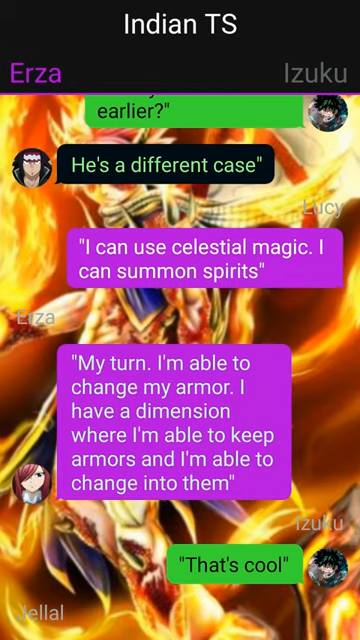 Indian TS
Erza Izuku
earlier?"
He's a different case"
Lucy
"I can use celestial magic. I
can summon spirits"
Erza
"My turn. I'm able to
change my armor. I
have a dimension
where I'm able to keep
armors and I'm able to
change into them"
Izuku
"That's cool"
Jellal